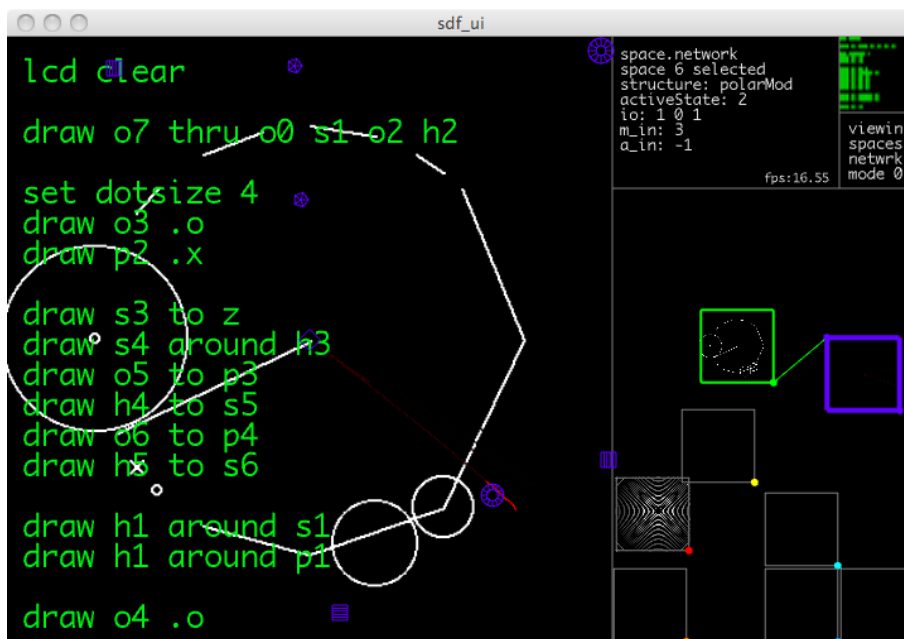 sdf_ui
lcd clear
draw o7 thru o0 s1 o2 h2
set dotsize 4
draw o3 .o
draw p2 .x
draw s3 to z
draw s4 around h3
draw o5 to p3
draw h4 to s5
draw o6 to p4
draw h5 to s6
draw h1 around s1
draw h1 around p1
draw o4 .o
space.network
space 6 selected
structure: polarMod
activeState: 2
io: 1 0 1
m_in: 3
a_in: -1
fps:16.55
viewin
spaces
netwrk
mode 0